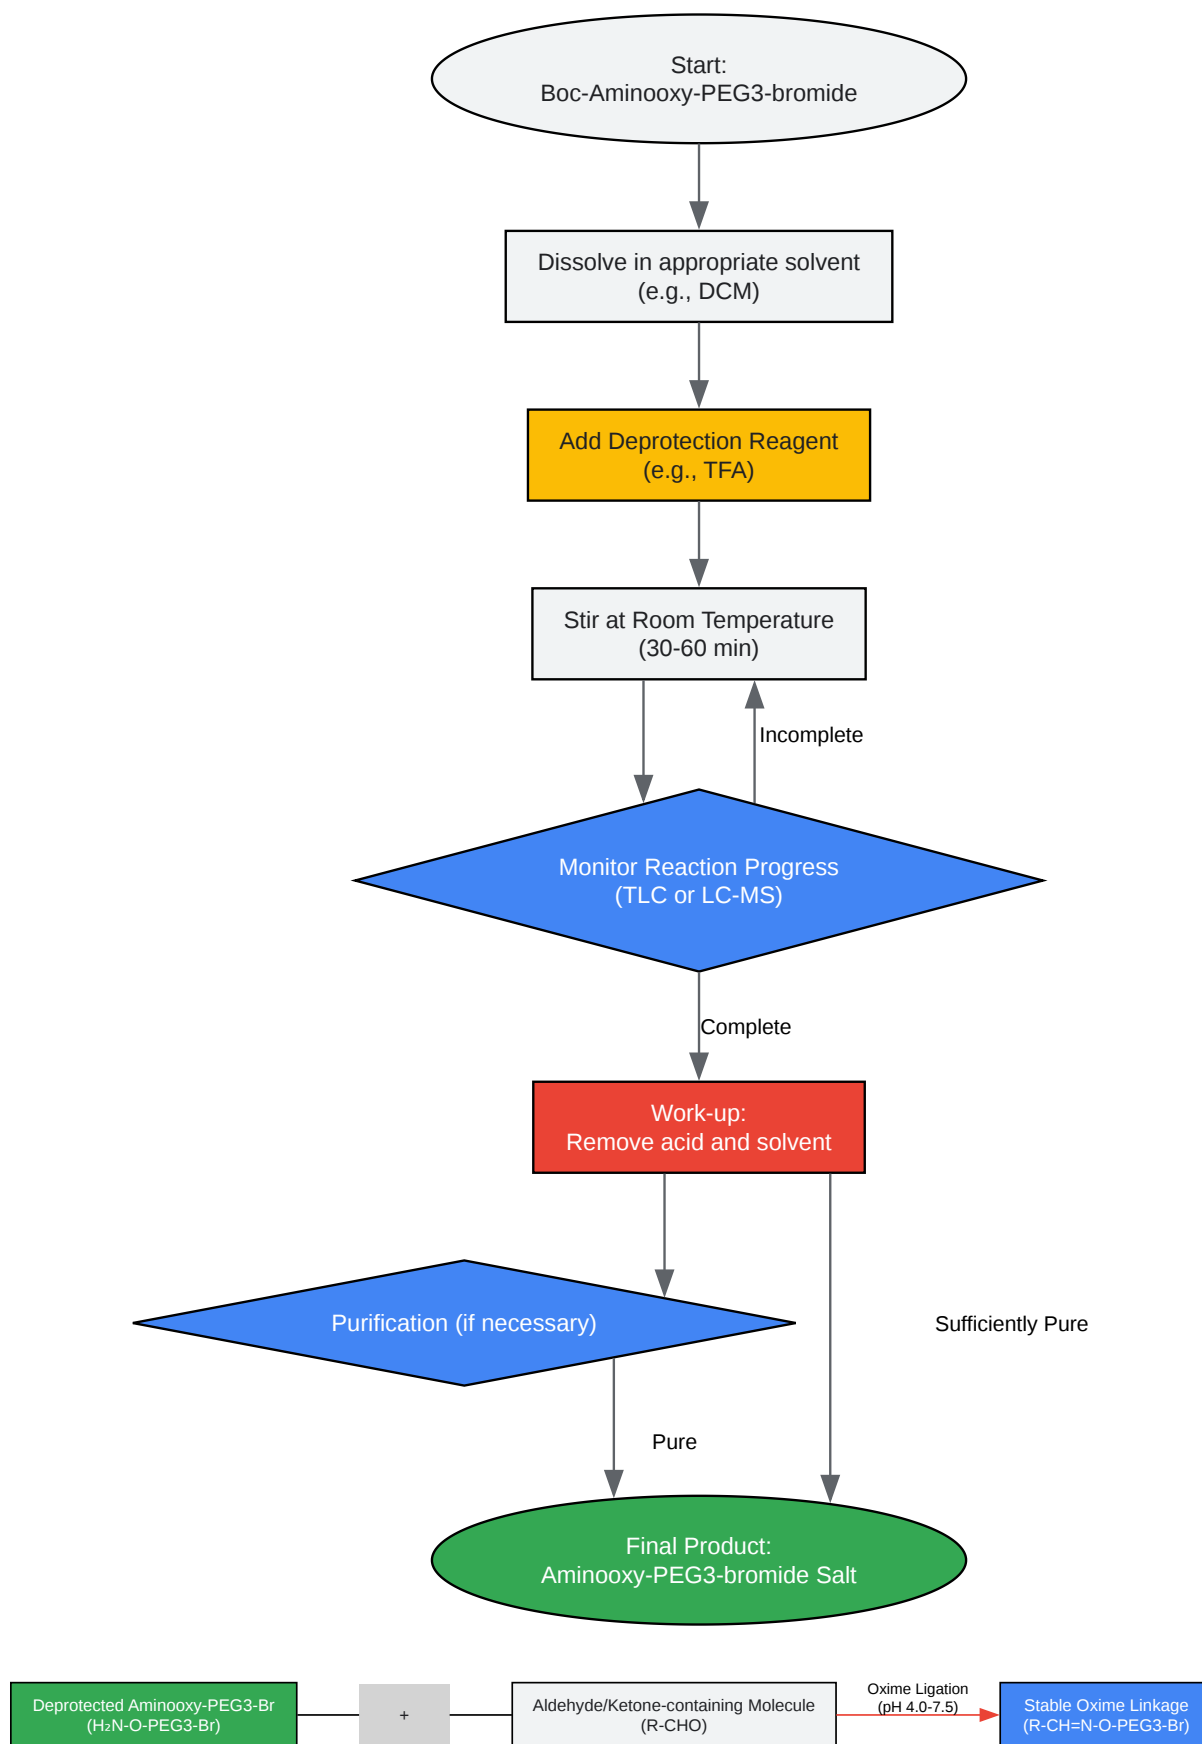 Start:
Boc-Aminooxy-PEG3-bromide
Dissolve in appropriate solvent
(e.g., DCM)
Add Deprotection Reagent
(e.g., TFA)
Stir at Room Temperature
(30-60 min)
Incomplete
Monitor Reaction Progress
(TLC or LC-MS)
Complete
Work-up:
Remove acid and solvent
Purification (if necessary)
Sufficiently Pure
Pure
Final Product:
Aminooxy-PEG3-bromide Salt
Deprotected Aminooxy-PEG3-Br
(H₂N-O-PEG3-Br)
+
Aldehyde/Ketone-containing Molecule
(R-CHO)
Oxime Ligation
(pH 4.0-7.5)
Stable Oxime Linkage
(R-CH=N-O-PEG3-Br)